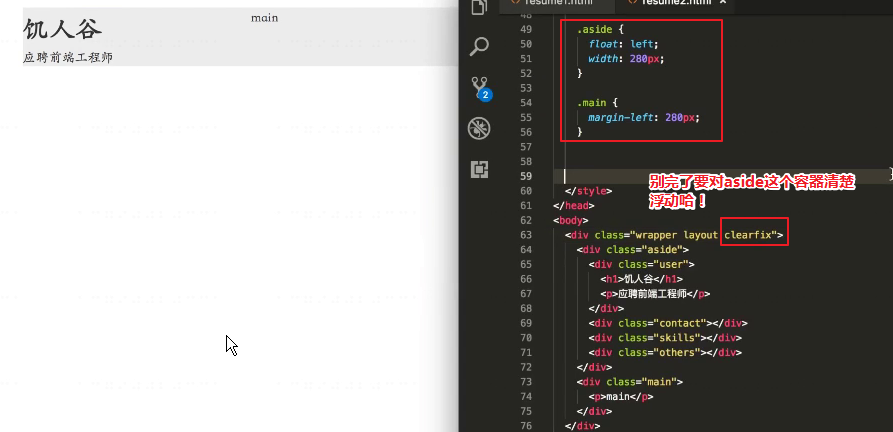 饥人谷
main
应聘前端工程师
resume1.html
resume2.html
48
49 .aside {
50 float: left;
51 width: 280px;
52 }
53
54 .main {
55 margin-left: 280px;
56 }
57
58
59
别完了要对aside这个容器清楚
浮动哈！
60 </style>
61 </head>
62 <body>
63 <div class="wrapper layout clearfix">
64 <div class="aside">
65 <div class="user">
66 <h1>饥人谷</h1>
67 <p>应聘前端工程师</p>
68 </div>
69 <div class="contact"></div>
70 <div class="skills"></div>
71 <div class="others"></div>
72 </div>
73 <div class="main">
74 <p>main</p>
75 </div>
76 </div>
2